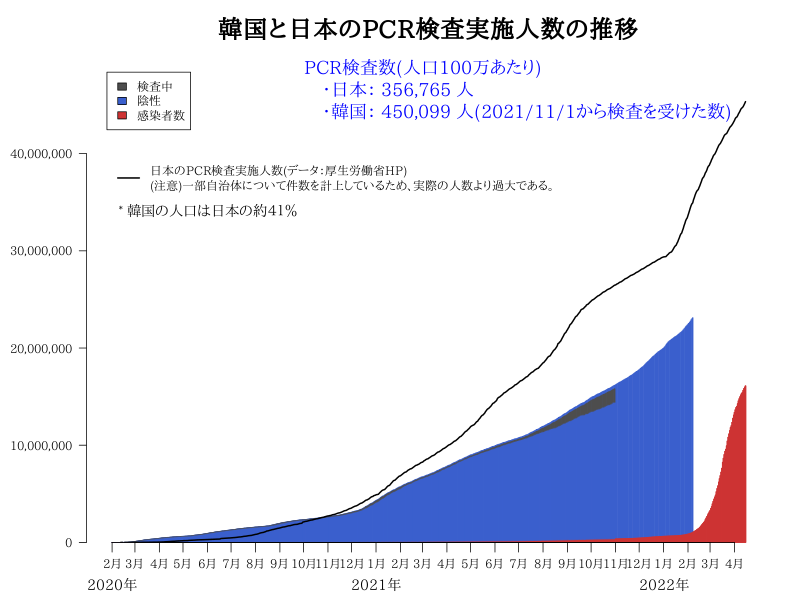 韓国と日本のPCR検査実施人数の推移
PCR検査数(人口100万あたり)
・日本： 356,765 人
・韓国： 450,099 人(2021/11/1から検査を受けた数)
検査中
陰性
感染者数
日本のPCR検査実施人数(データ：厚生労働省HP)
(注意)一部自治体について件数を計上しているため、実際の人数より過大である。
* 韓国の人口は日本の約41%
40,000,000
30,000,000
20,000,000
10,000,000
0
2月 3月 4月 5月 6月 7月 8月 9月 10月 11月 12月 1月 2月 3月 4月 5月 6月 7月 8月 9月 10月 11月 12月 1月 2月 3月 4月
2020年 2021年 2022年